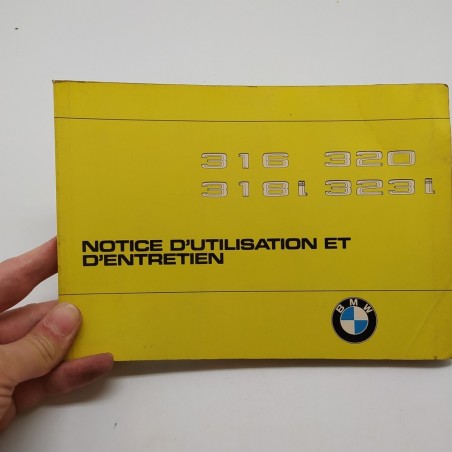 316 320
318i 323i
NOTICE D'UTILISATION ET
D'ENTRETIEN
BMW